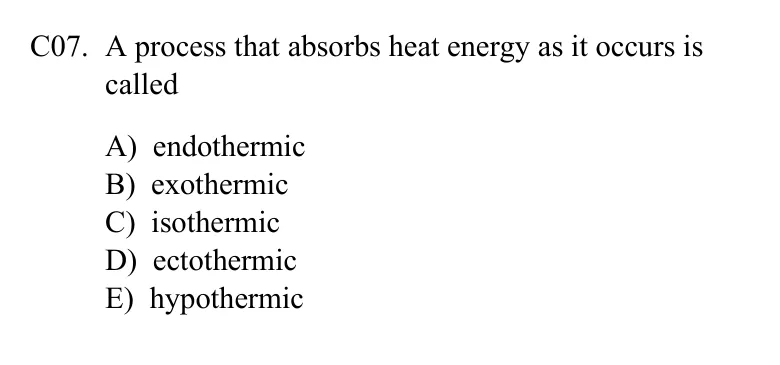 C07. A process that absorbs heat energy as it occurs is
called
A) endothermic
B) exothermic
C) isothermic
D) ectothermic
E) hypothermic